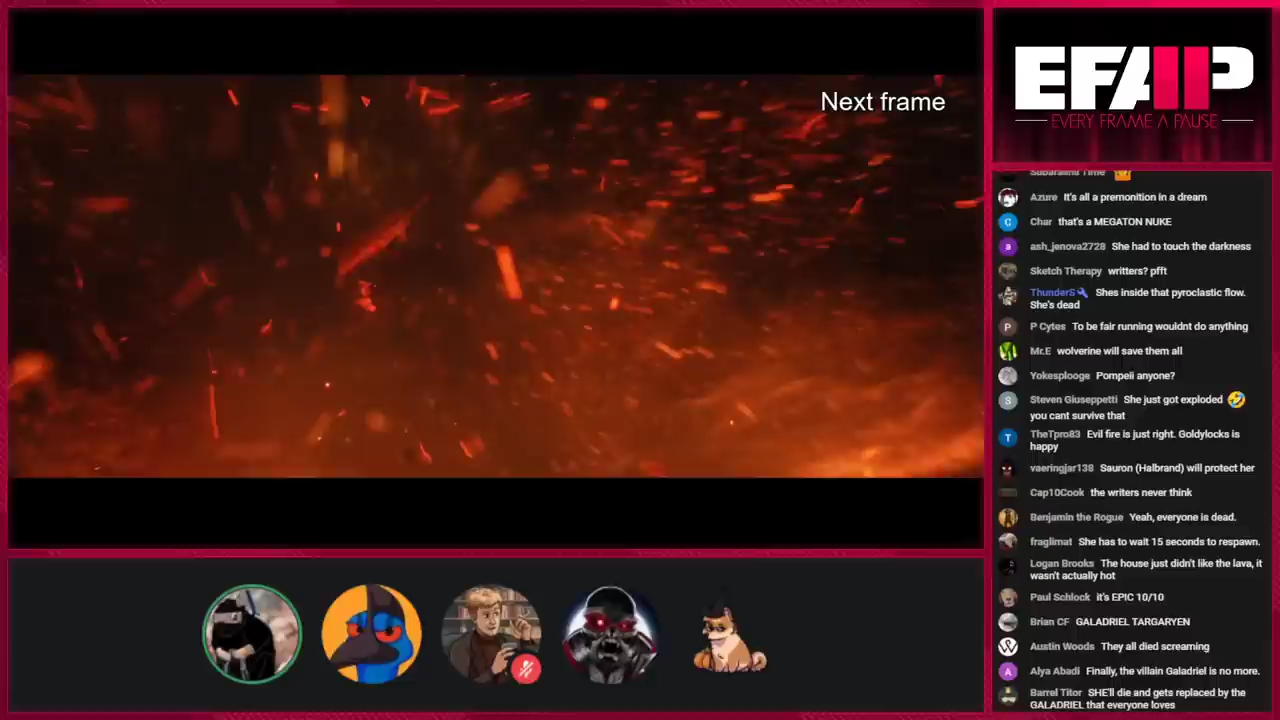 Next frame
EFAP
EVERY FRAME A PAUSE
Subaraling Time
Azure It's all a premonition in a dream
C
Char that's a MEGATON NUKE
a
ash_jenova2728 She had to touch the darkness
Sketch Therapy writters? pfft
ThunderS Shes inside that pyroclastic flow.
She's dead
P
P Cytes To be fair running wouldnt do anything
Mr.E wolverine will save them all
Yokesplooge Pompeii anyone?
S
Steven Giuseppetti She just got exploded 🤣
you cant survive that
T
TheTpro83 Evil fire is just right. Goldylocks is
happy
vaeringjar138 Sauron (Halbrand) will protect her
Cap10Cook the writers never think
Benjamin the Rogue Yeah, everyone is dead.
fraglimat She has to wait 15 seconds to respawn.
Logan Brooks The house just didn't like the lava, it
wasn't actually hot
Paul Schlock it's EPIC 10/10
Brian CF GALADRIEL TARGARYEN
Austin Woods They all died screaming
A
Alya Abadi Finally, the villain Galadriel is no more.
Barrel Titor SHE'll die and gets replaced by the
GALADRIEL that everyone loves